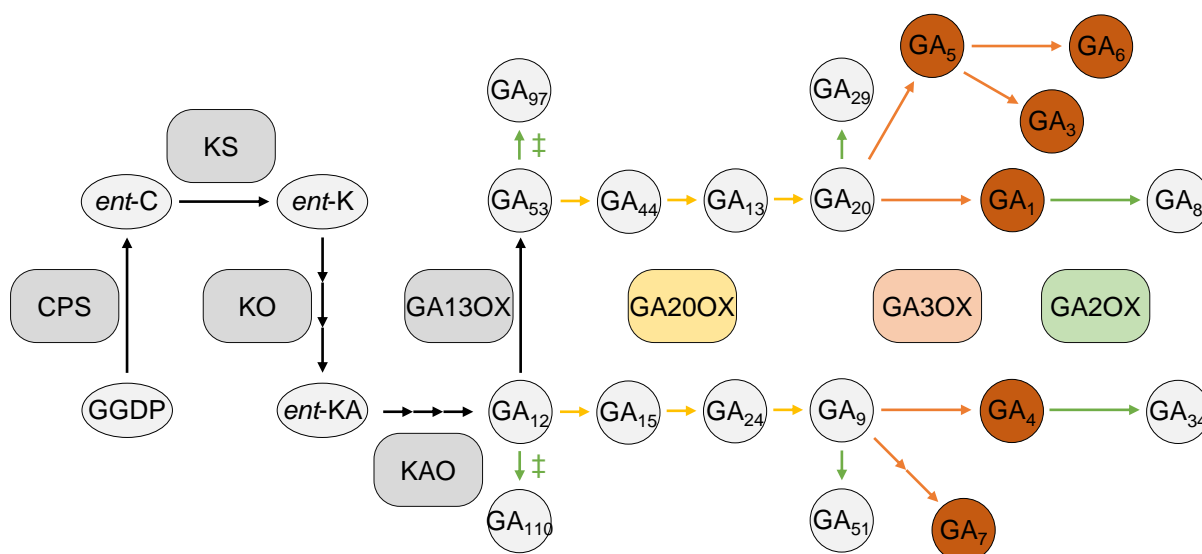 GA₅
GA₆
GA₉₇
GA₂₉
GA₃
KS
‡
ent-C
ent-K
GA₅₃
GA₄₄
GA₁₃
GA₂₀
GA₁
GA₈
CPS
KO
GA13OX
GA20OX
GA3OX
GA2OX
GGDP
ent-KA
GA₁₂
GA₁₅
GA₂₄
GA₉
GA₄
GA₃₄
KAO
‡
GA₁₁₀
GA₅₁
GA₇